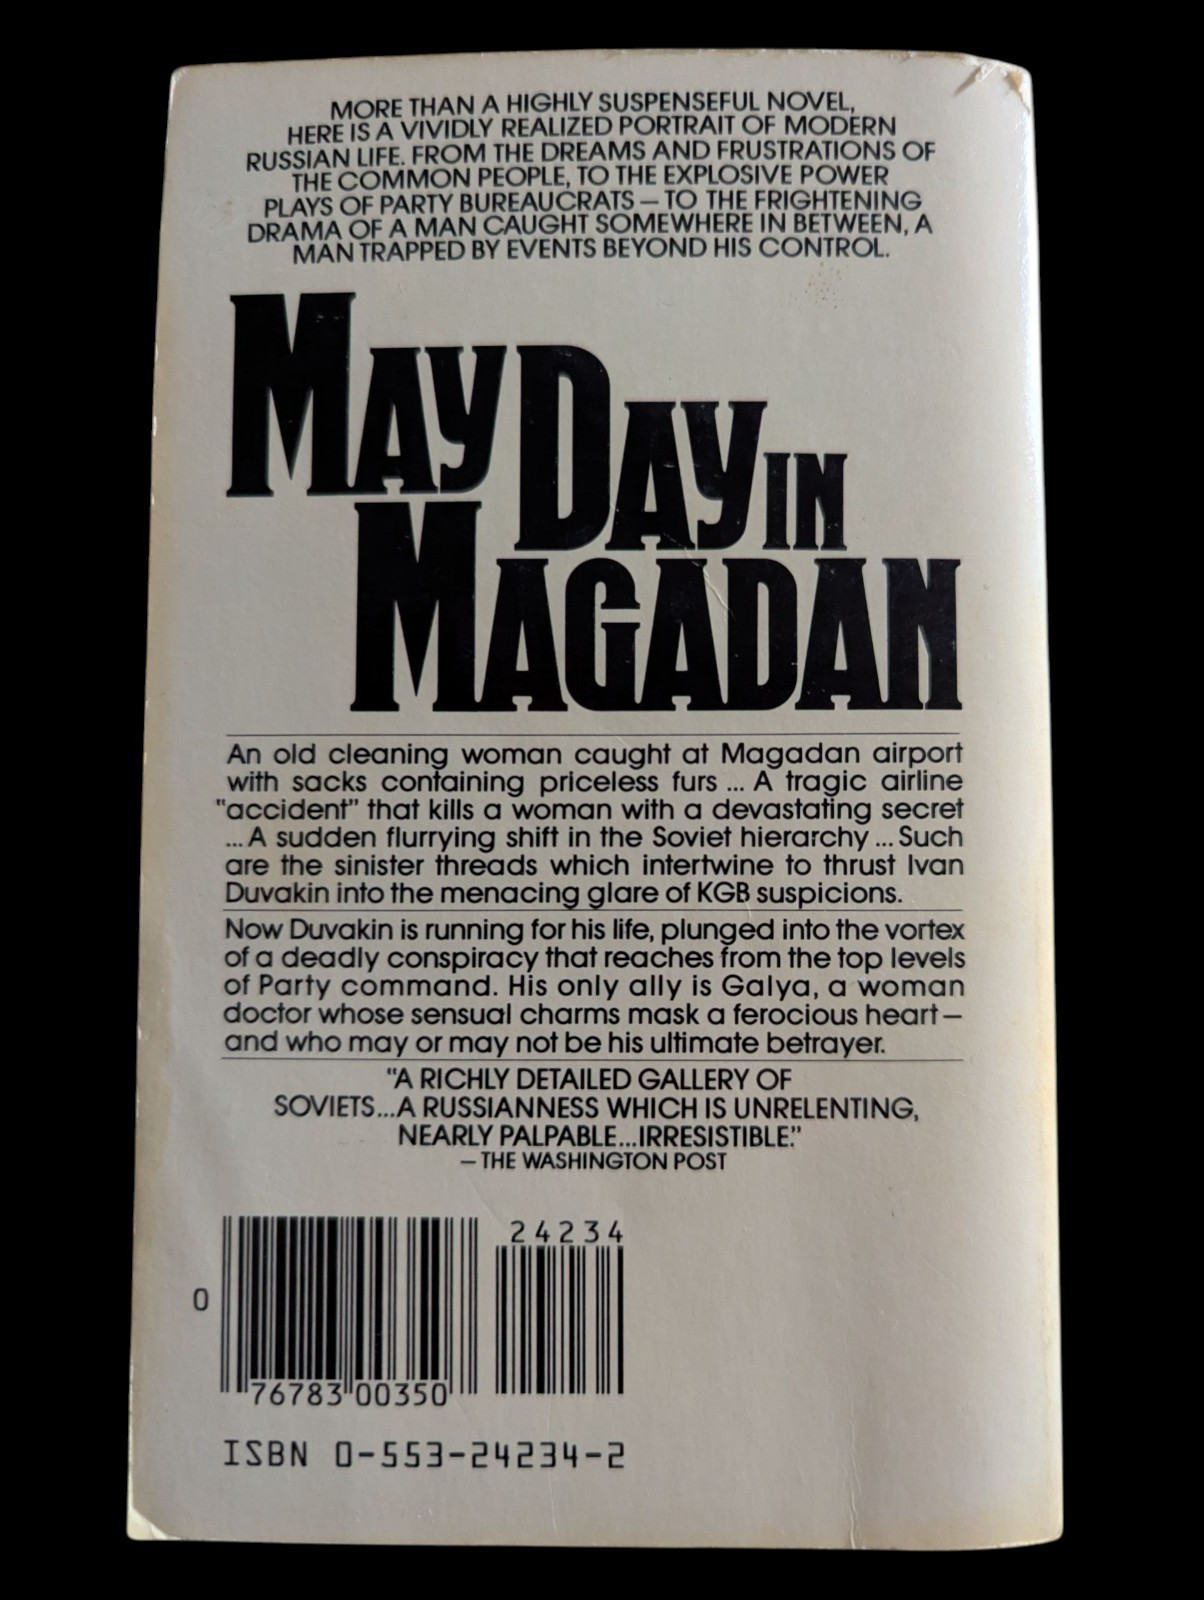 MORE THAN A HIGHLY SUSPENSEFUL NOVEL,
HERE IS A VIVIDLY REALIZED PORTRAIT OF MODERN
RUSSIAN LIFE. FROM THE DREAMS AND FRUSTRATIONS OF
THE COMMON PEOPLE, TO THE EXPLOSIVE POWER
PLAYS OF PARTY BUREAUCRATS — TO THE FRIGHTENING
DRAMA OF A MAN CAUGHT SOMEWHERE IN BETWEEN, A
MAN TRAPPED BY EVENTS BEYOND HIS CONTROL.
MAY DAY IN
MAGADAN
An old cleaning woman caught at Magadan airport
with sacks containing priceless furs ... A tragic airline
"accident" that kills a woman with a devastating secret
... A sudden flurrying shift in the Soviet hierarchy ... Such
are the sinister threads which intertwine to thrust Ivan
Duvakin into the menacing glare of KGB suspicions.
Now Duvakin is running for his life, plunged into the vortex
of a deadly conspiracy that reaches from the top levels
of Party command. His only ally is Galya, a woman
doctor whose sensual charms mask a ferocious heart—
and who may or may not be his ultimate betrayer.
"A RICHLY DETAILED GALLERY OF
SOVIETS...A RUSSIANNESS WHICH IS UNRELENTING,
NEARLY PALPABLE...IRRESISTIBLE."
— THE WASHINGTON POST
24234
0
76783 00350
ISBN 0-553-24234-2